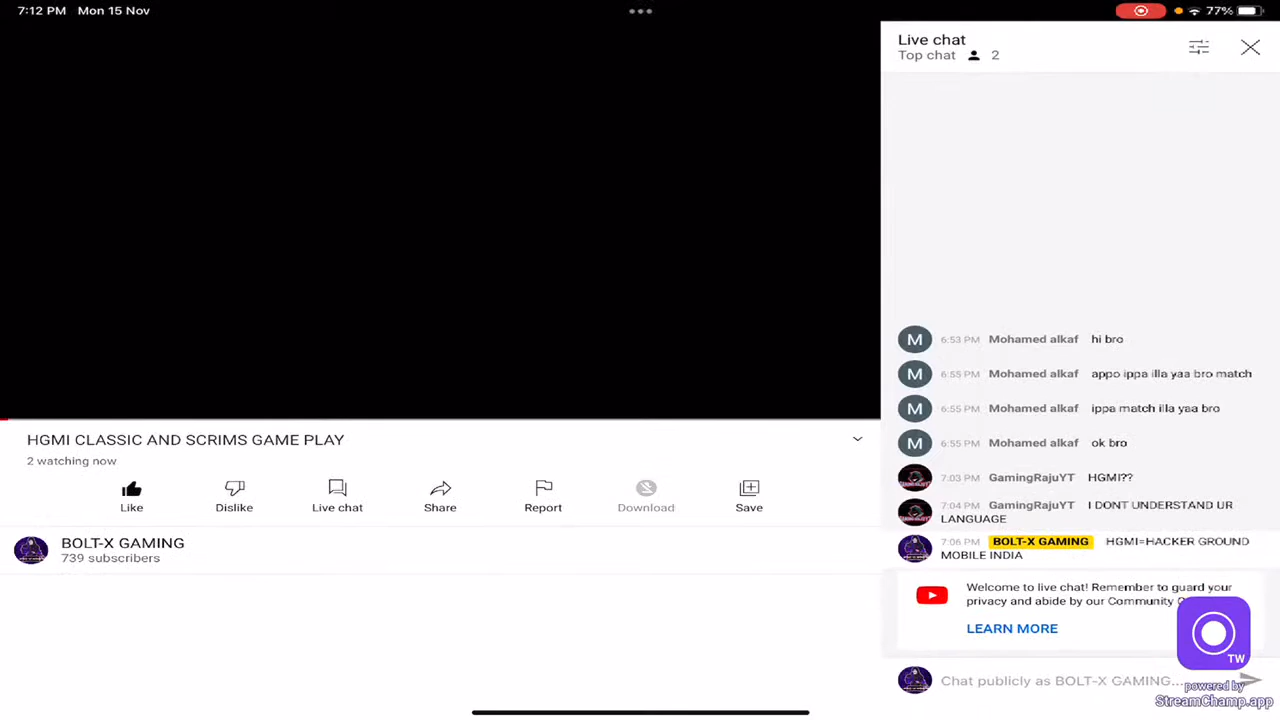 7:12 PM Mon 15 Nov
77%
Live chat
Top chat 2
M 6:53 PM Mohamed alkaf hi bro
M 6:55 PM Mohamed alkaf appo ippa illa yaa bro match
M 6:55 PM Mohamed alkaf ippa match illa yaa bro
M 6:55 PM Mohamed alkaf ok bro
7:03 PM GamingRajuYT HGMI??
7:04 PM GamingRajuYT I DONT UNDERSTAND UR
LANGUAGE
7:06 PM BOLT-X GAMING HGMI=HACKER GROUND
MOBILE INDIA
Welcome to live chat! Remember to guard your
privacy and abide by our Community
LEARN MORE
Chat publicly as BOLT-X GAMING...
TW
powered by
StreamChamp.app
HGMI CLASSIC AND SCRIMS GAME PLAY
2 watching now
Like
Dislike
Live chat
Share
Report
Download
Save
BOLT-X GAMING
739 subscribers